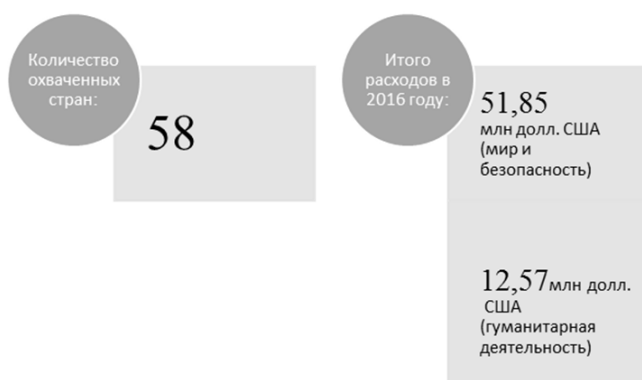 Количество
охваченных
стран:
58
Итого
расходов в
2016 году:
51,85
млн долл. США
(мир и
безопасность)
12,57млн долл.
США
(гуманитарная
деятельность)